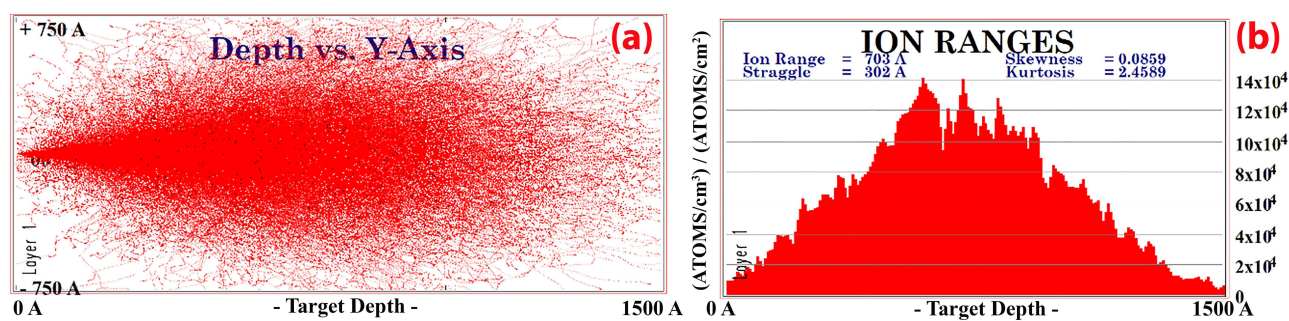 + 750 A
Depth vs. Y-Axis
(a)
Layer 1
- 750 A
0 A
- Target Depth -
1500 A
ION RANGES
(b)
Ion Range = 703 A
Skewness = 0.0859
Straggle = 302 A
Kurtosis = 2.4589
(ATOMS/cm³) / (ATOMS/cm²)
14x10⁴
12x10⁴
10x10⁴
8x10⁴
6x10⁴
4x10⁴
2x10⁴
0
Layer 1
0 A
- Target Depth -
1500 A